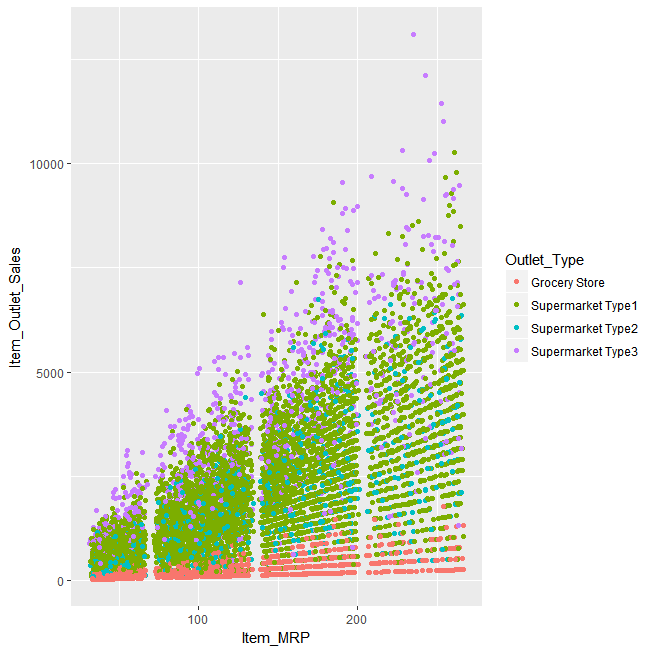 10000
5000
0
Item_Outlet_Sales
100
200
Item_MRP
Outlet_Type
Grocery Store
Supermarket Type1
Supermarket Type2
Supermarket Type3